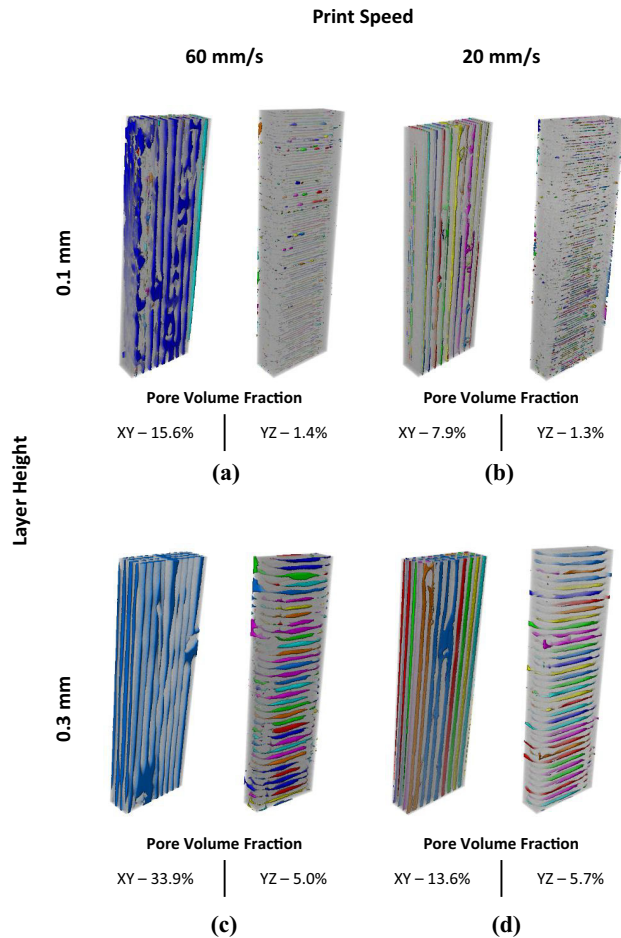 Print Speed
60 mm/s 20 mm/s
0.1 mm
Pore Volume Fraction Pore Volume Fraction
XY – 15.6% YZ – 1.4% XY – 7.9% YZ – 1.3%
(a) (b)
Layer Height
0.3 mm
Pore Volume Fraction Pore Volume Fraction
XY – 33.9% YZ – 5.0% XY – 13.6% YZ – 5.7%
(c) (d)